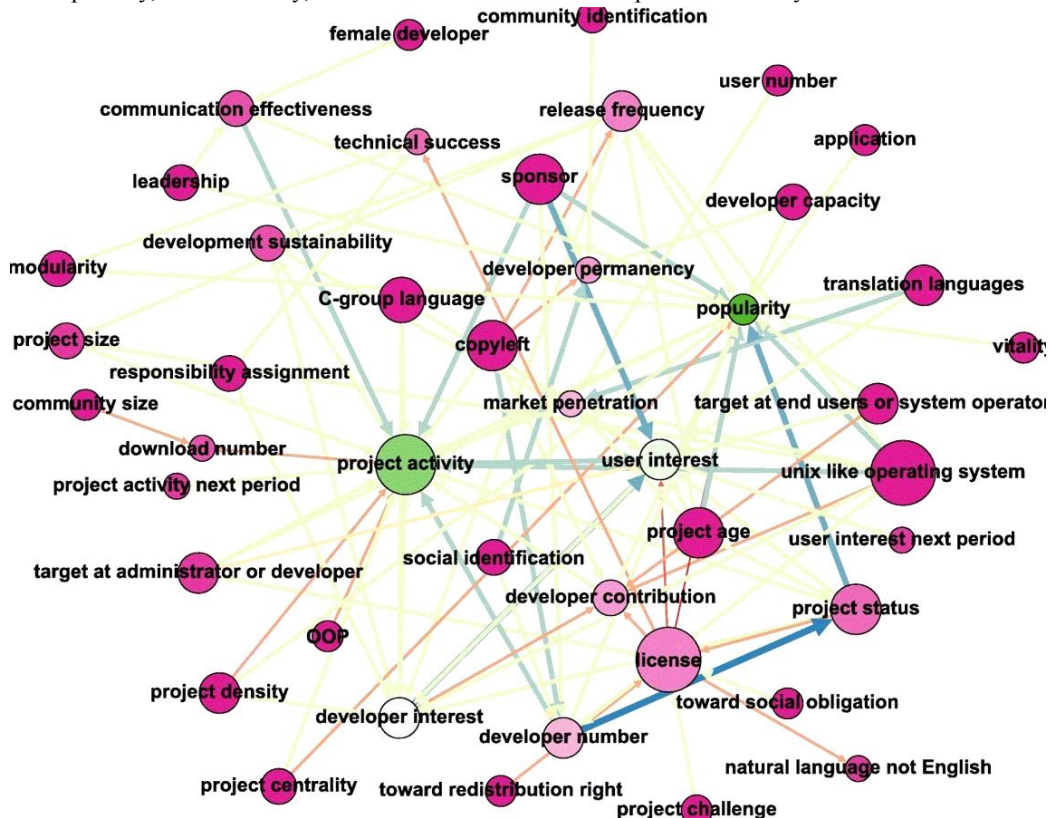 community identification
female developer
user number
communication effectiveness
release frequency
technical success
application
sponsor
leadership
developer capacity
development sustainability
modularity
developer permanency
translation languages
C-group language
popularity
project size
copyleft
vitality
responsibility assignment
community size
market penetration
target at end users or system operator
download number
project activity
user interest
unix like operating system
project activity next period
project age
user interest next period
social identification
target at administrator or developer
developer contribution
project status
OOP
license
project density
toward social obligation
developer interest
developer number
natural language not English
project centrality
toward redistribution right
project challenge